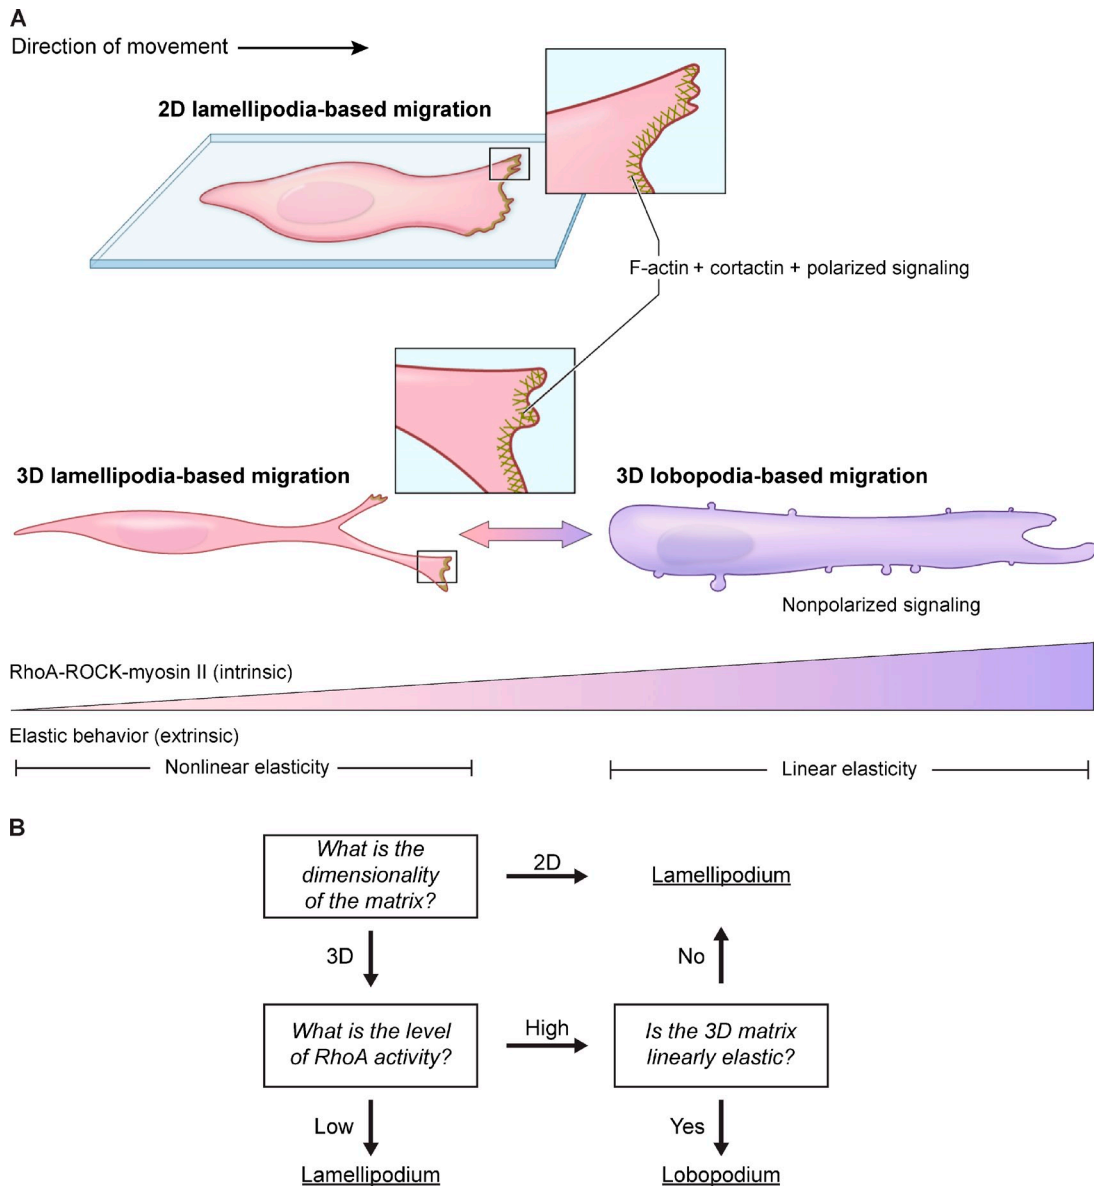 A
Direction of movement
2D lamellipodia-based migration
F-actin + cortactin + polarized signaling
3D lamellipodia-based migration
3D lobopodia-based migration
Nonpolarized signaling
RhoA-ROCK-myosin II (intrinsic)
Elastic behavior (extrinsic)
Nonlinear elasticity
Linear elasticity
B
What is the
dimensionality
of the matrix?
2D
Lamellipodium
3D
No
What is the level
of RhoA activity?
High
Is the 3D matrix
linearly elastic?
Low
Yes
Lamellipodium
Lobopodium